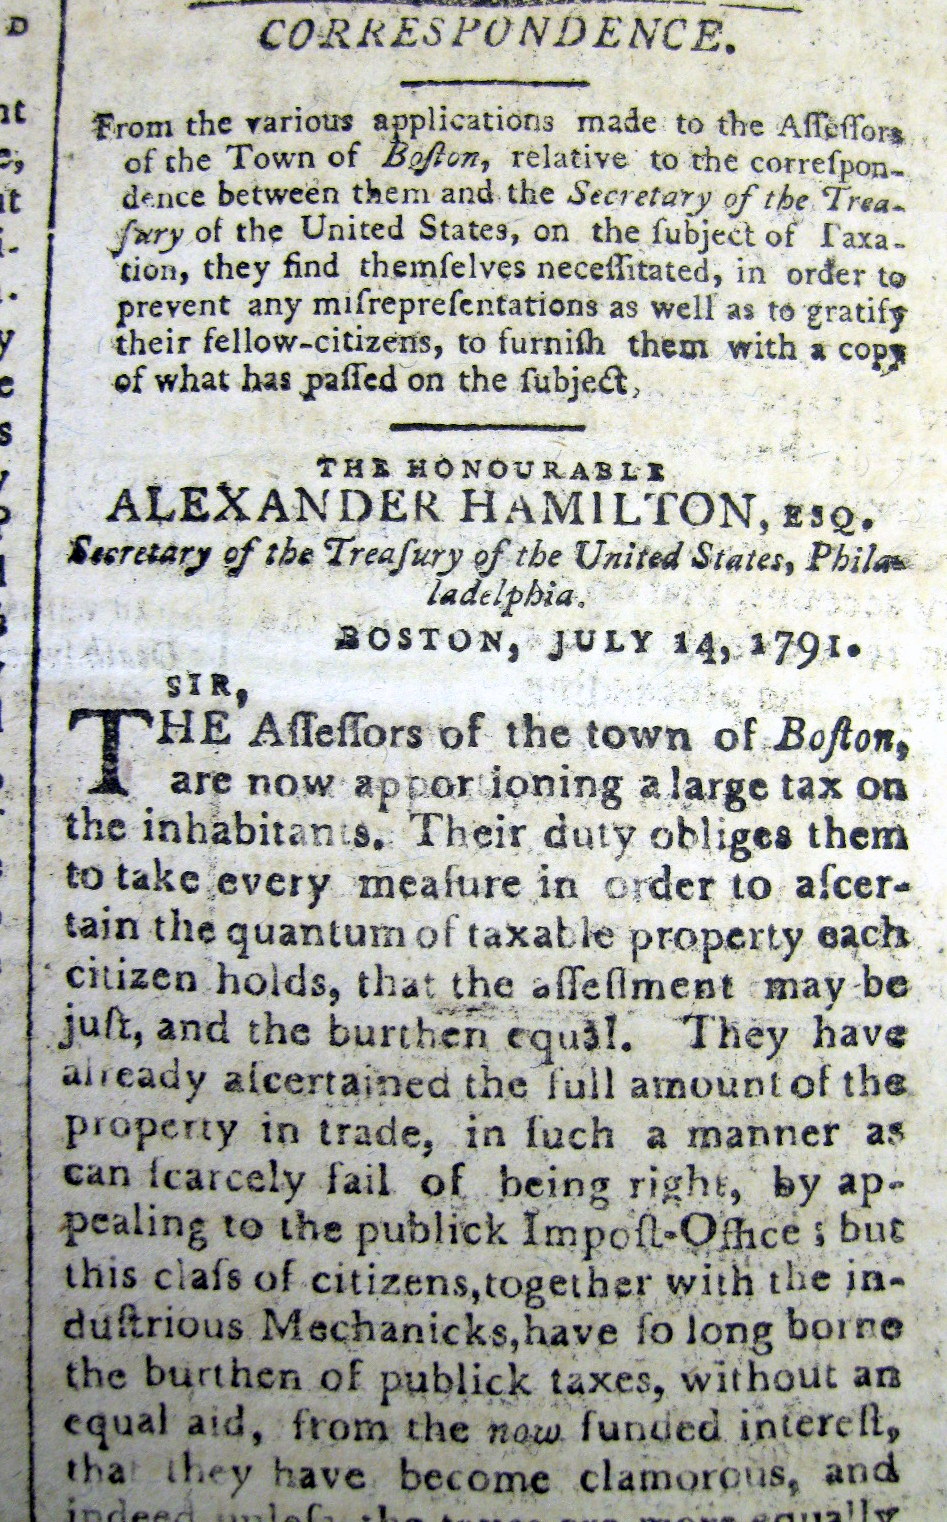 CORRESPONDENCE.
From the various applications made to the Aſſeſſors
of the Town of Boſton, relative to the correſpon-
dence between them and the Secretary of the Trea-
ſury of the United States, on the ſubject of Taxa-
tion, they find themſelves neceſſitated, in order to
prevent any miſrepreſentations as well as to gratify
their fellow-citizens, to furniſh them with a copy
of what has paſſed on the ſubject,
THE HONOURABLE
ALEXANDER HAMILTON, ESQ.
Secretary of the Treaſury of the United States, Phila-
ladelphia.
BOSTON, JULY 14, 1791.
SIR,
THE Aſſeſſors of the town of Boſton,
are now apportioning a large tax on
the inhabitants. Their duty obliges them
to take every meaſure in order to aſcer-
tain the quantum of taxable property each
citizen holds, that the aſſeſſment may be
juſt, and the burthen equal. They have
already aſcertained the full amount of the
property in trade, in ſuch a manner as
can ſcarcely fail of being right, by ap-
pealing to the publick Impoſt-Office; but
this claſs of citizens, together with the in-
duſtrious Mechanicks, have ſo long borne
the burthen of publick taxes, without an
equal aid, from the now funded intereſt,
that they have become clamorous, and
indeed unleſs the taxes are more equally